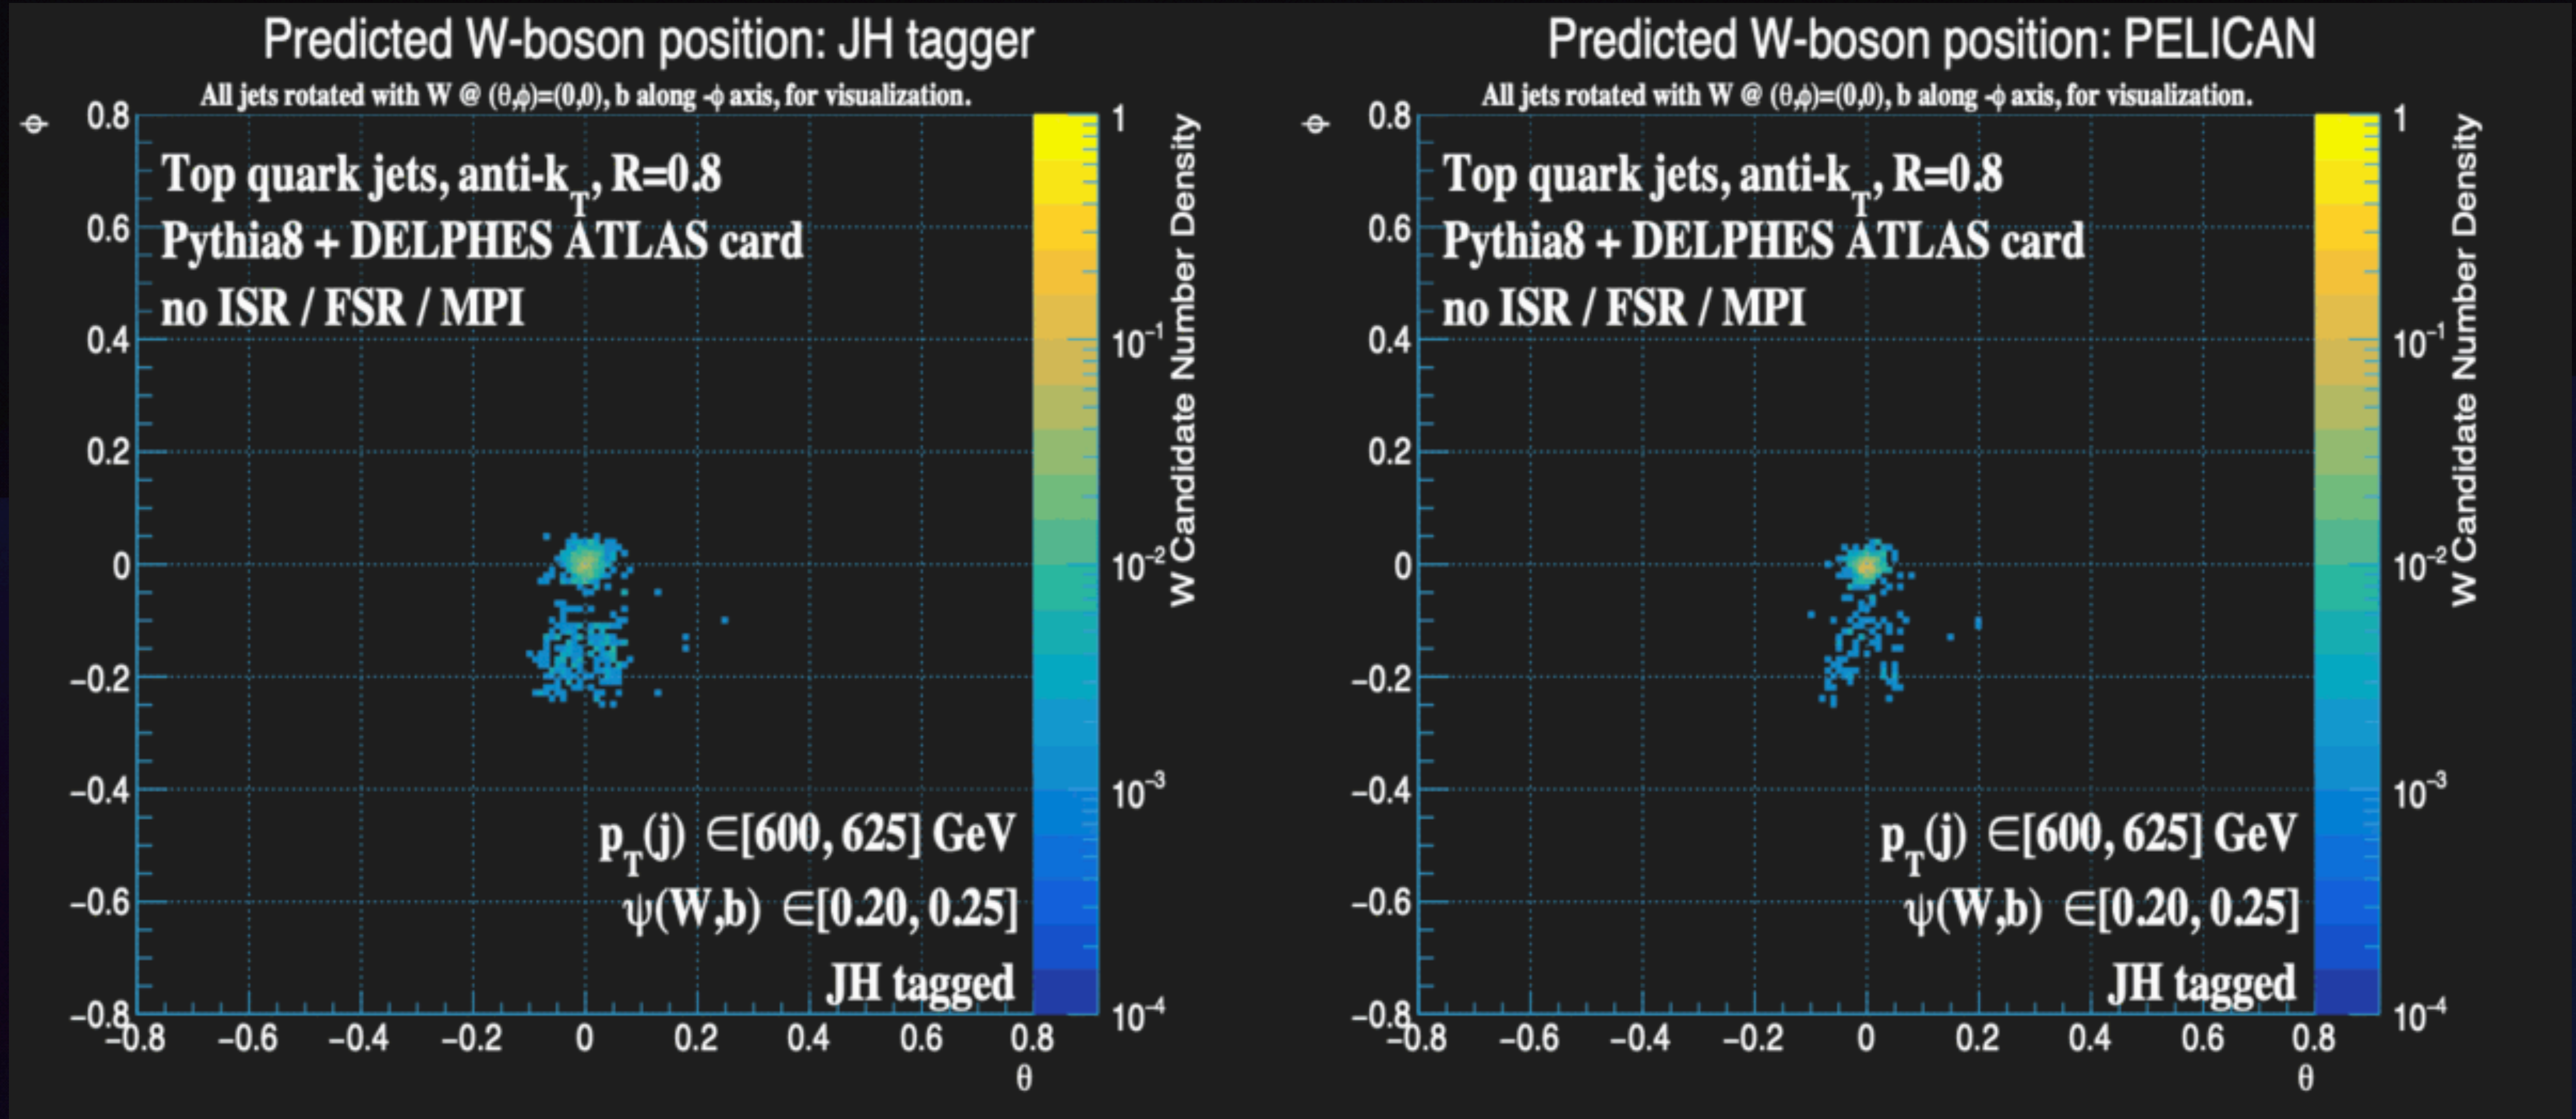 Predicted W-boson position: JH tagger
All jets rotated with W @ (θ,ϕ)=(0,0), b along -ϕ axis, for visualization.
ϕ
0.8
0.6
0.4
0.2
0
−0.2
−0.4
−0.6
−0.8
Top quark jets, anti-k_T, R=0.8
Pythia8 + DELPHES ATLAS card
no ISR / FSR / MPI
p_T(j) ∈[600, 625] GeV
ψ(W,b) ∈[0.20, 0.25]
JH tagged
−0.8 −0.6 −0.4 −0.2 0 0.2 0.4 0.6 0.8
θ
1
10⁻¹
10⁻²
10⁻³
10⁻⁴
W Candidate Number Density
Predicted W-boson position: PELICAN
All jets rotated with W @ (θ,ϕ)=(0,0), b along -ϕ axis, for visualization.
ϕ
0.8
0.6
0.4
0.2
0
−0.2
−0.4
−0.6
−0.8
Top quark jets, anti-k_T, R=0.8
Pythia8 + DELPHES ATLAS card
no ISR / FSR / MPI
p_T(j) ∈[600, 625] GeV
ψ(W,b) ∈[0.20, 0.25]
JH tagged
−0.8 −0.6 −0.4 −0.2 0 0.2 0.4 0.6 0.8
θ
1
10⁻¹
10⁻²
10⁻³
10⁻⁴
W Candidate Number Density